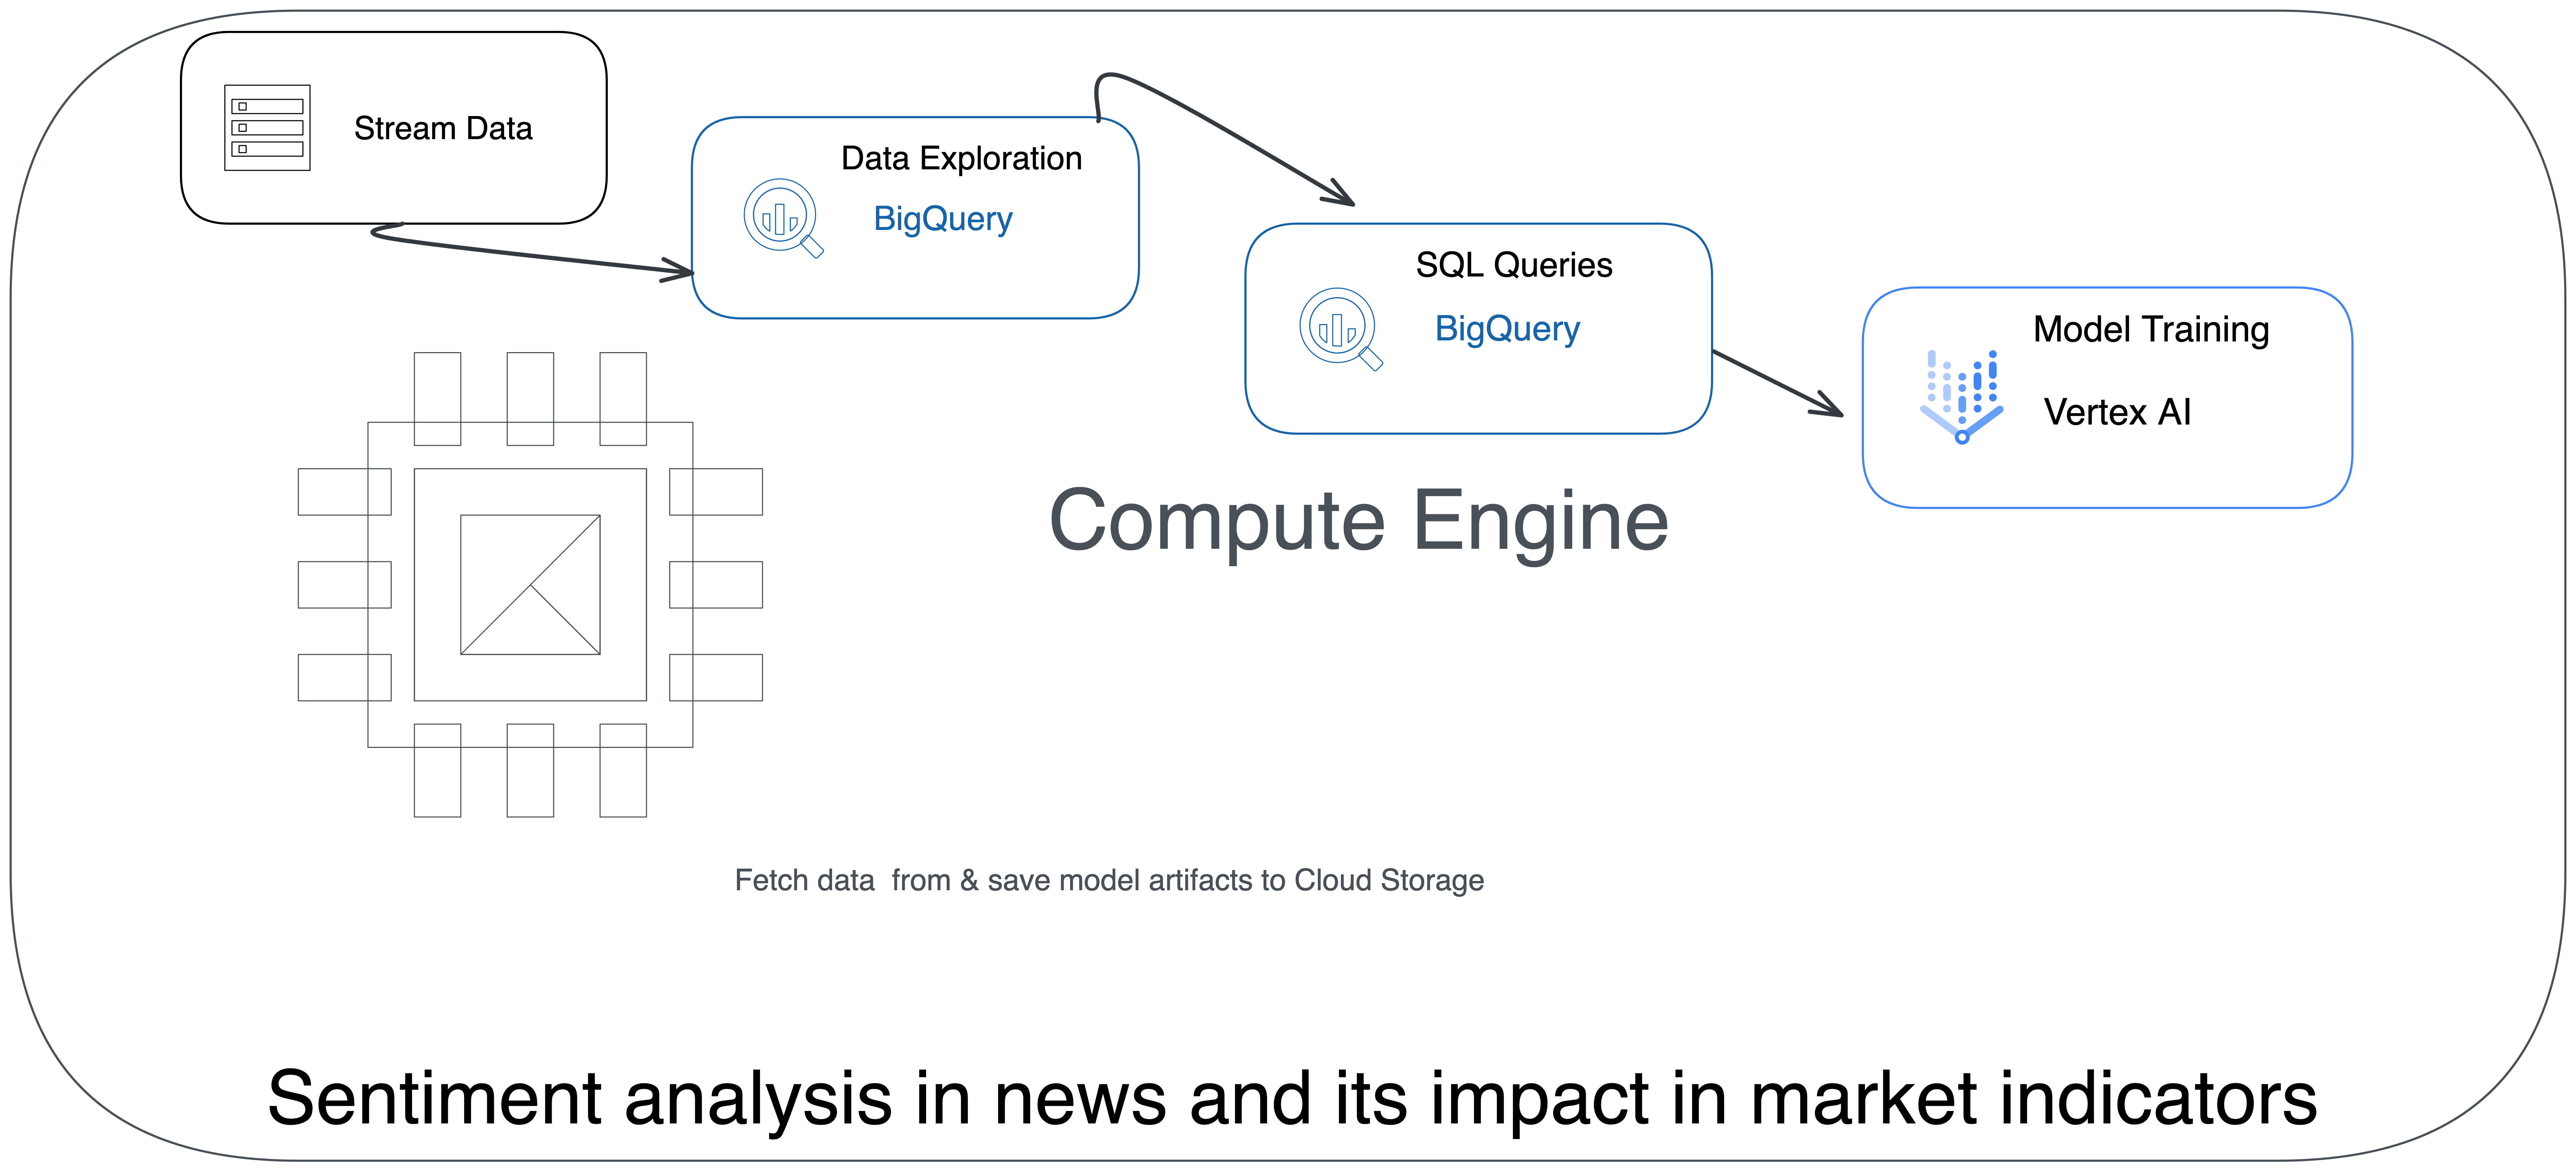 Stream Data
Data Exploration
BigQuery
SQL Queries
BigQuery
Model Training
Vertex AI
Compute Engine
Fetch data  from & save model artifacts to Cloud Storage
Sentiment analysis in news and its impact in market indicators